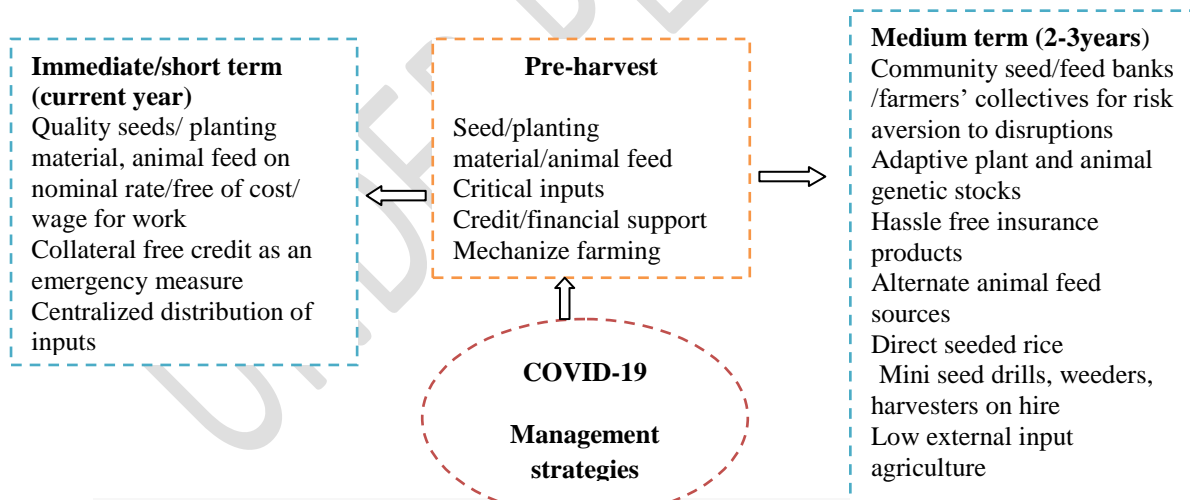 Immediate/short term
(current year)
Quality seeds/ planting
material, animal feed on
nominal rate/free of cost/
wage for work
Collateral free credit as an
emergency measure
Centralized distribution of
inputs
Pre-harvest
Seed/planting
material/animal feed
Critical inputs
Credit/financial support
Mechanize farming
COVID-19
Management
strategies
Medium term (2-3years)
Community seed/feed banks
/farmers’ collectives for risk
aversion to disruptions
Adaptive plant and animal
genetic stocks
Hassle free insurance
products
Alternate animal feed
sources
Direct seeded rice
Mini seed drills, weeders,
harvesters on hire
Low external input
agriculture